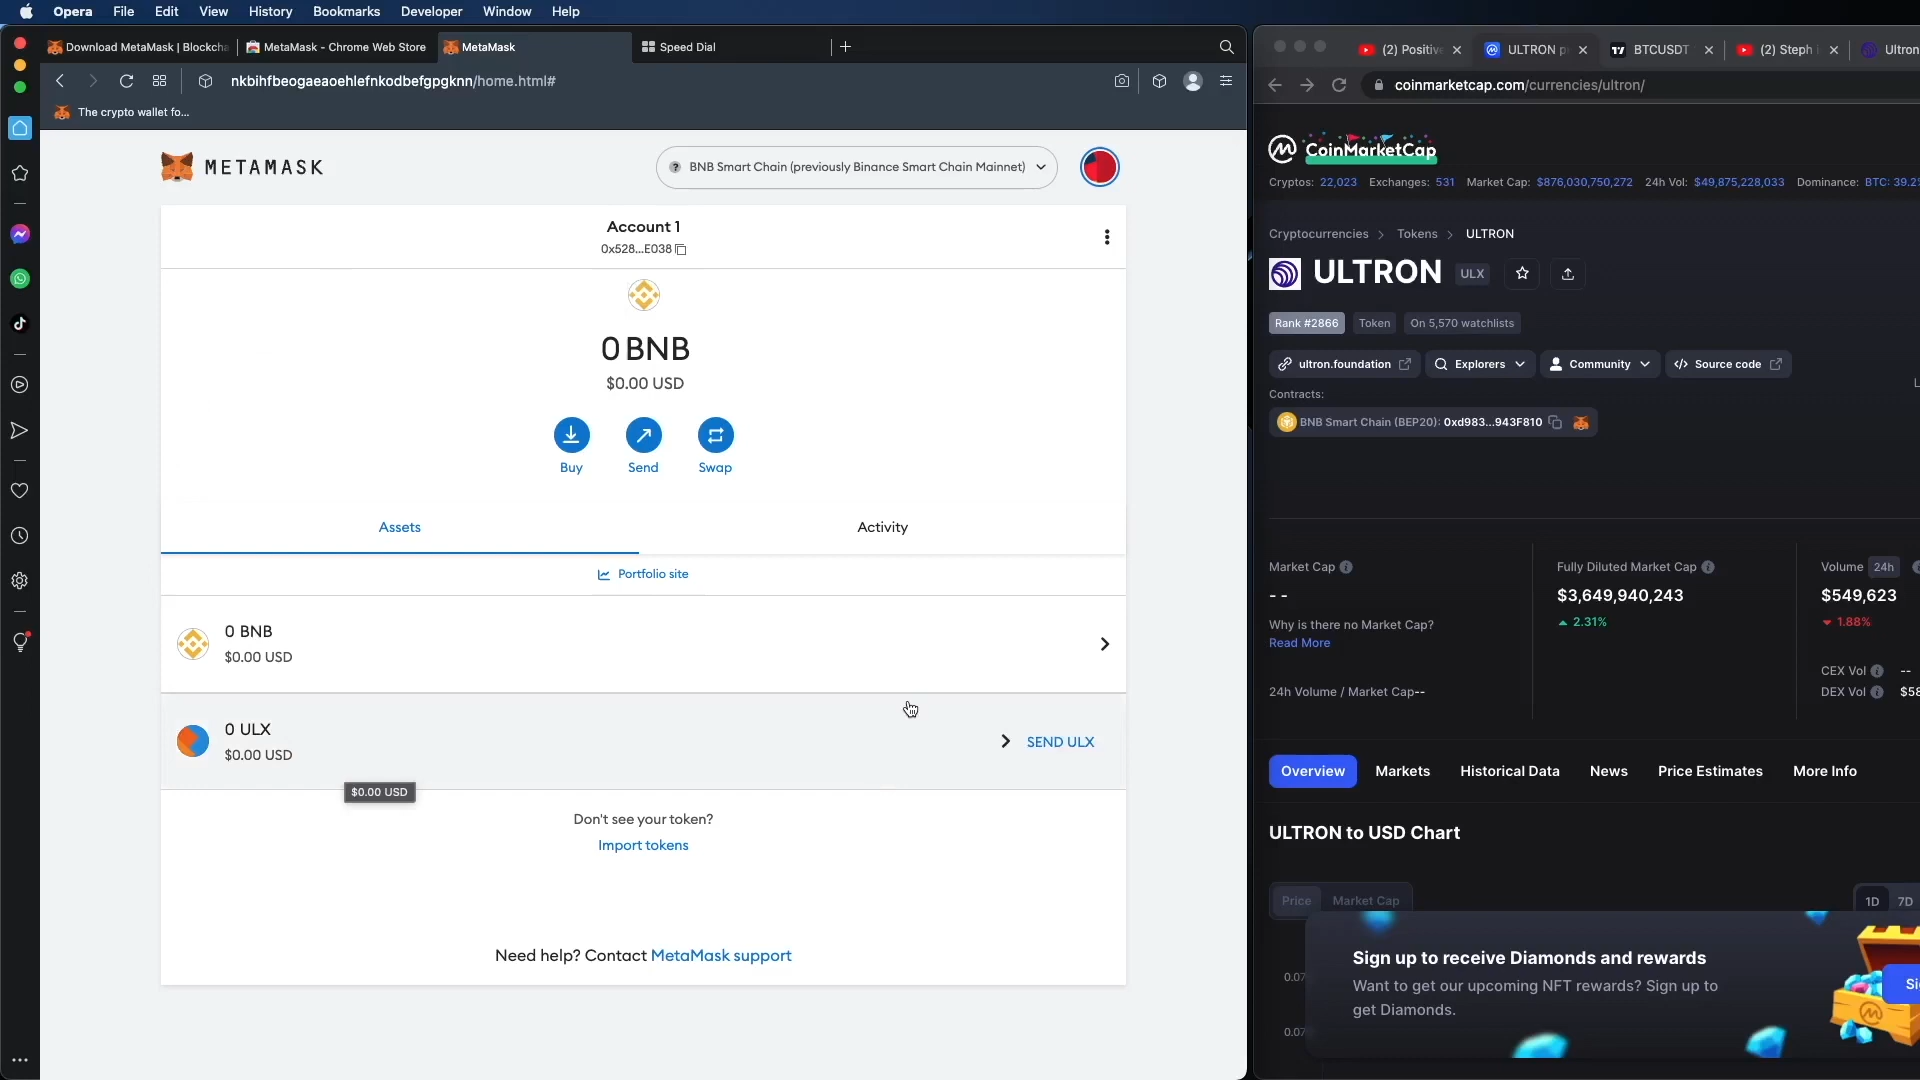 Opera File Edit View History Bookmarks Developer Window Help
Download MetaMask | Blockcha
MetaMask - Chrome Web Store
MetaMask
Speed Dial
nkbihfbeogaeaoehlefnkodbefgpgknn/home.html#
The crypto wallet fo...
METAMASK
BNB Smart Chain (previously Binance Smart Chain Mainnet)
Account 1
0x528...E038
0 BNB
$0.00 USD
Buy Send Swap
Assets Activity
Portfolio site
0 BNB
$0.00 USD
0 ULX
$0.00 USD
SEND ULX
$0.00 USD
Don't see your token?
Import tokens
Need help? Contact MetaMask support
(2) Positiv
ULTRON p
BTCUSDT
(2) Steph
Ultron
coinmarketcap.com/currencies/ultron/
CoinMarketCap
Cryptos: 22,023 Exchanges: 531 Market Cap: $876,030,750,272 24h Vol: $49,875,228,033 Dominance: BTC: 39.2
Cryptocurrencies > Tokens > ULTRON
ULTRON ULX
Rank #2866 Token On 5,570 watchlists
ultron.foundation Explorers Community Source code
Contracts:
BNB Smart Chain (BEP20): 0xd983...943F810
Market Cap
- -
Why is there no Market Cap?
Read More
24h Volume / Market Cap--
Fully Diluted Market Cap
$3,649,940,243
2.31%
Volume 24h
$549,623
1.88%
CEX Vol --
DEX Vol $58
Overview Markets Historical Data News Price Estimates More Info
ULTRON to USD Chart
Price Market Cap
1D 7D
0.07
0.07
Sign up to receive Diamonds and rewards
Want to get our upcoming NFT rewards? Sign up to
get Diamonds.
Si